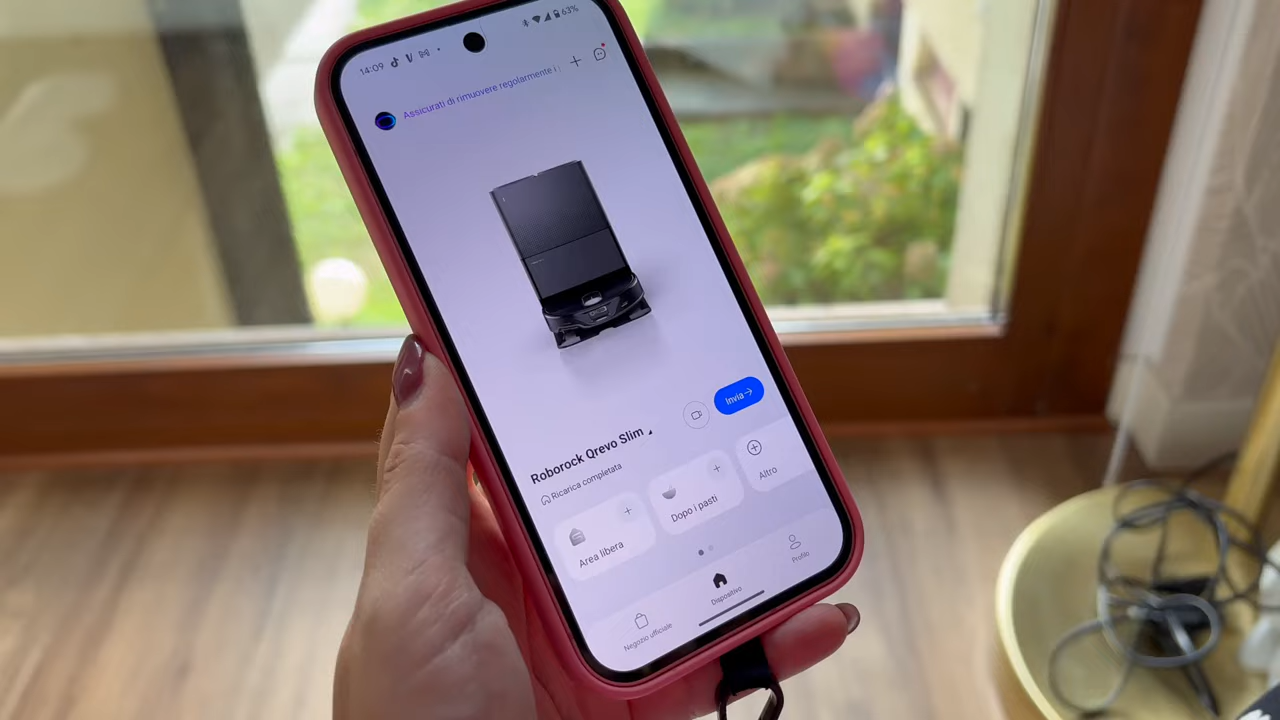 14:09
63%
Assicurati di rimuovere regolarmente i
Invia →
Roborock Qrevo Slim
Ricarica completata
Area libera
Dopo i pasti
Altro
Negozio ufficiale
Dispositivo
Profilo